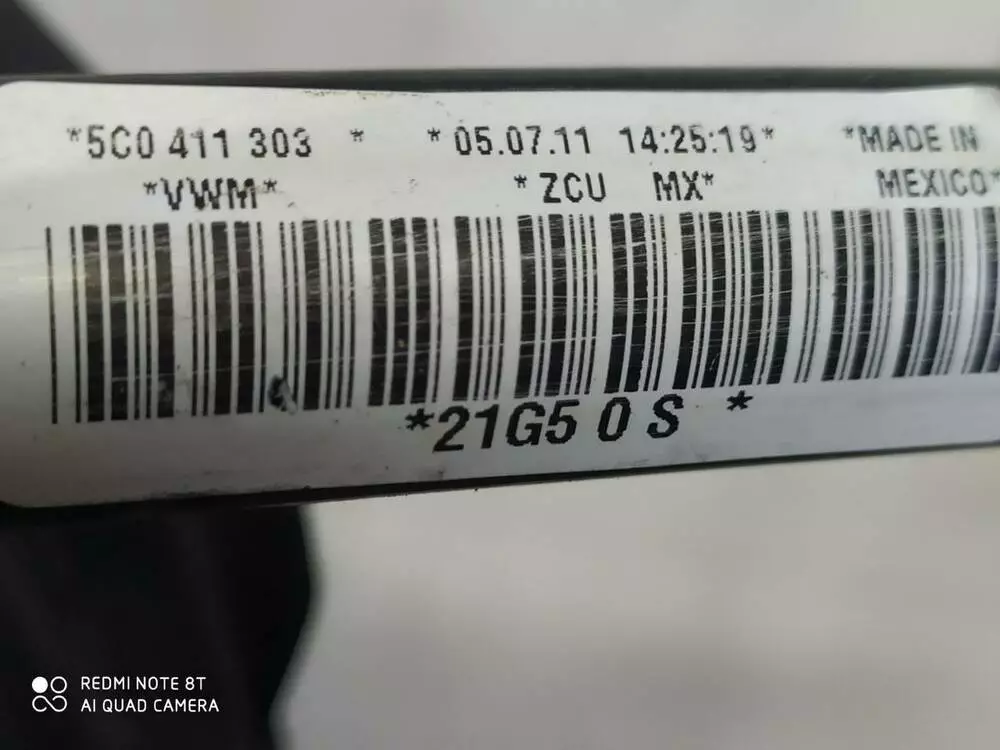 *5C0 411 303 * *05.07.11 14:25:19* *MADE IN
*VWM* *ZCU MX* MEXICO*
*21G5 0 S *
REDMI NOTE 8T
AI QUAD CAMERA